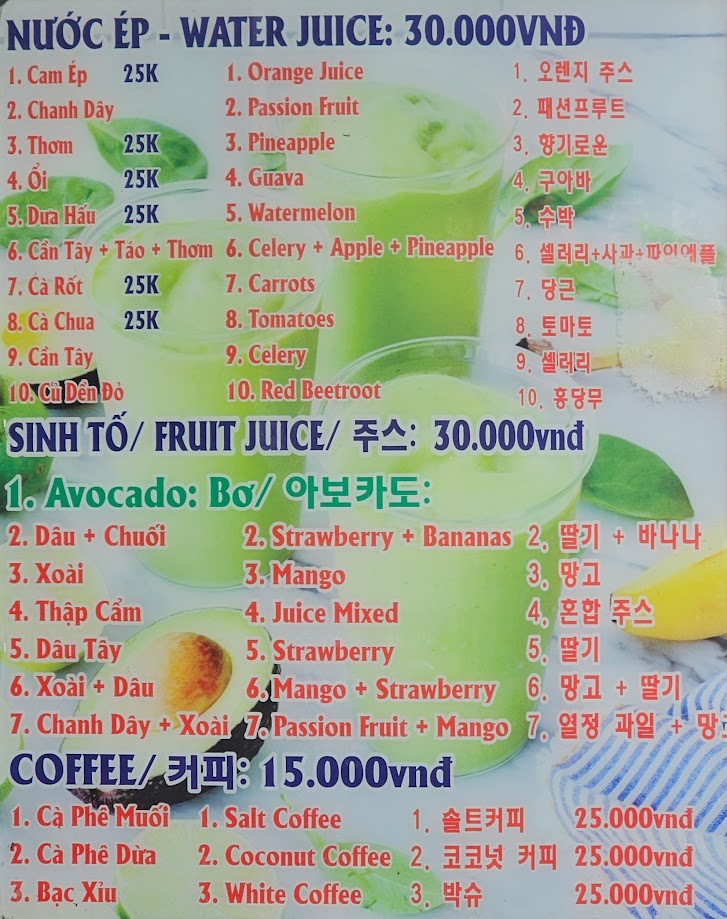 NƯỚC ÉP - WATER JUICE: 30.000VNĐ
1. Cam Ép 25K 1. Orange Juice 1. 오렌지 주스
2. Chanh Dây 2. Passion Fruit 2. 패션프루트
3. Thơm 25K 3. Pineapple 3. 향기로운
4. Ổi 25K 4. Guava 4. 구아바
5. Dưa Hấu 25K 5. Watermelon 5. 수박
6. Cần Tây + Táo + Thơm 6. Celery + Apple + Pineapple 6. 셀러리+사과+파인애플
7. Cà Rốt 25K 7. Carrots 7. 당근
8. Cà Chua 25K 8. Tomatoes 8. 토마토
9. Cần Tây 9. Celery 9. 셀러리
10. Củ Dền Đỏ 10. Red Beetroot 10. 홍당무
SINH TỐ/ FRUIT JUICE/ 주스: 30.000vnđ
1. Avocado: Bơ/ 아보카도:
2. Dâu + Chuối 2. Strawberry + Bananas 2. 딸기 + 바나나
3. Xoài 3. Mango 3. 망고
4. Thập Cẩm 4. Juice Mixed 4. 혼합 주스
5. Dâu Tây 5. Strawberry 5. 딸기
6. Xoài + Dâu 6. Mango + Strawberry 6. 망고 + 딸기
7. Chanh Dây + Xoài 7. Passion Fruit + Mango 7. 열정 과일 + 망고
COFFEE/ 커피: 15.000vnđ
1. Cà Phê Muối 1. Salt Coffee 1. 솔트커피 25.000vnđ
2. Cà Phê Dừa 2. Coconut Coffee 2. 코코넛 커피 25.000vnđ
3. Bạc Xỉu 3. White Coffee 3. 박슈 25.000vnđ